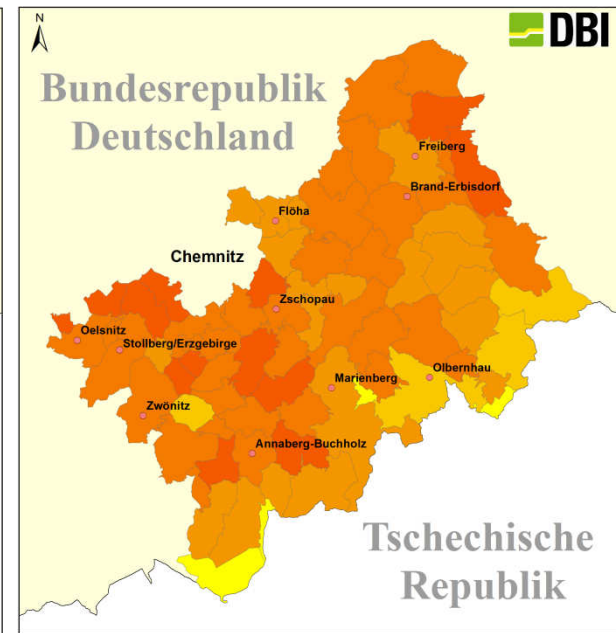 N
DBI
Bundesrepublik
Deutschland
Freiberg
Brand-Erbisdorf
Flöha
Chemnitz
Zschopau
Oelsnitz
Stollberg/Erzgebirge
Marienberg
Olbernhau
Zwönitz
Annaberg-Buchholz
Tschechische
Republik